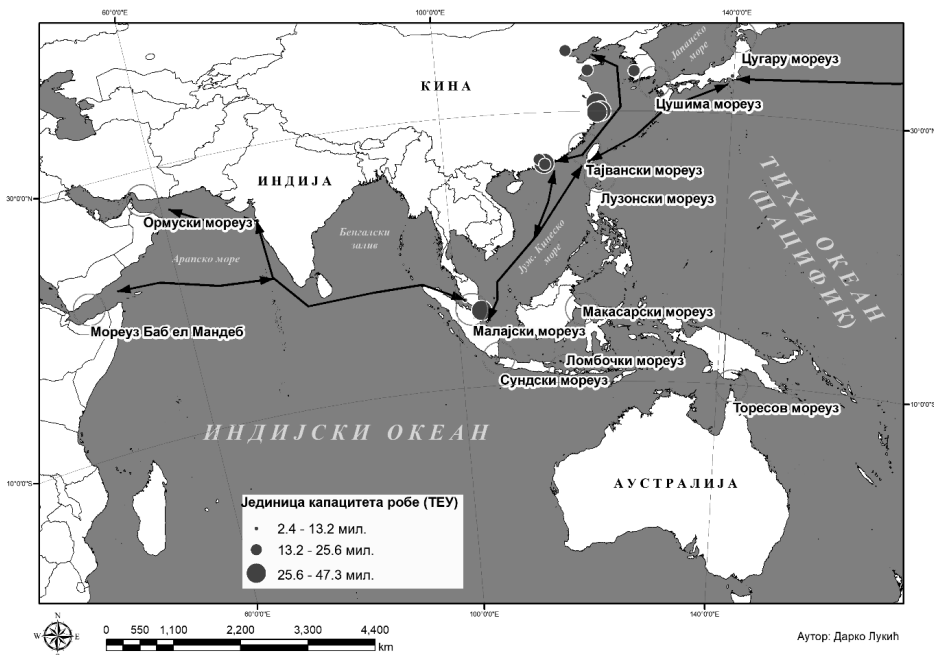 60°0'0"E
100°0'0"E
140°0'0"E
Јапанско
море
Цугару мореуз
КИНА
Цушима мореуз
30°0'0"N
Тајвански мореуз
ТИХИ ОКЕАН
(ПАЦИФИК)
ИНДИЈА
30°0'0"N
Лузонски мореуз
Ормуски мореуз
Бенгалски
залив
Јуж. Кинеско
море
Арапско море
Макасарски мореуз
Мореуз Баб ел Мандеб
Малајски мореуз
Ломбочки мореуз
Сундски мореуз
10°0'0"S
Торесов мореуз
ИНДИЈСКИ ОКЕАН
10°0'0"S
АУСТРАЛИЈА
Јединица капацитета робе (ТЕУ)
2.4 - 13.2 мил.
13.2 - 25.6 мил.
25.6 - 47.3 мил.
60°0'0"E
100°0'0"E
140°0'0"E
N
W E
S
0 550 1,100 2,200 3,300 4,400
km
Аутор: Дарко Лукић